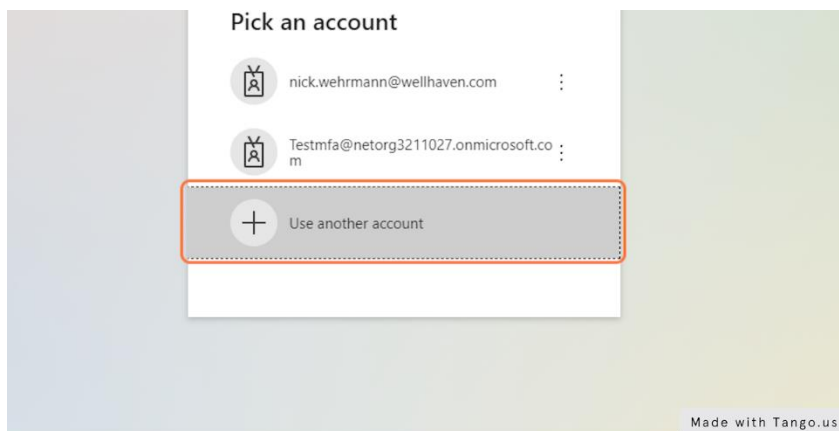 Pick an account
nick.wehrmann@wellhaven.com
Testmfa@netorg3211027.onmicrosoft.co
m
Use another account
Made with Tango.us